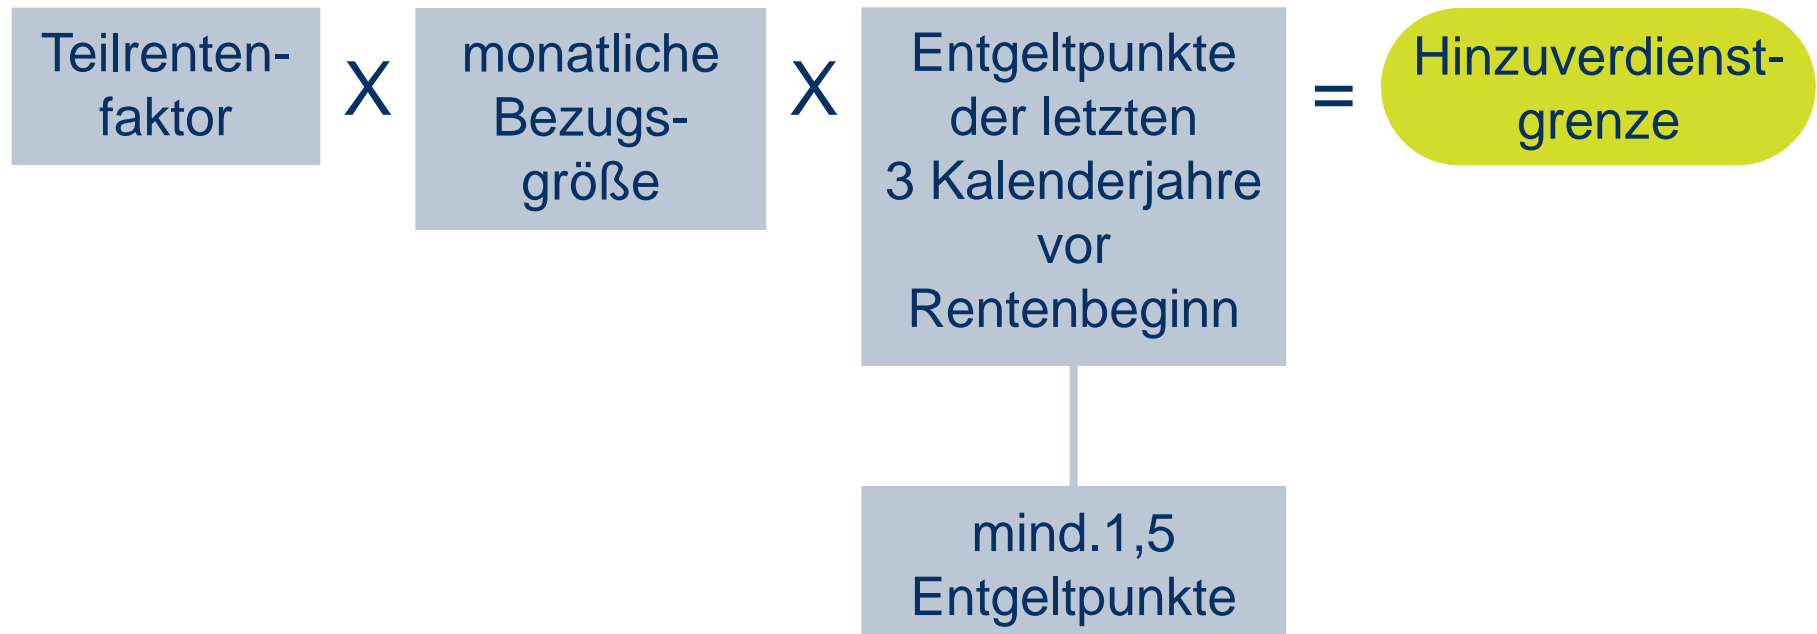 Teilrenten-
faktor
X
monatliche
Bezugs-
größe
X
Entgeltpunkte
der letzten
3 Kalenderjahre
vor
Rentenbeginn
=
Hinzuverdienst-
grenze
mind.1,5
Entgeltpunkte